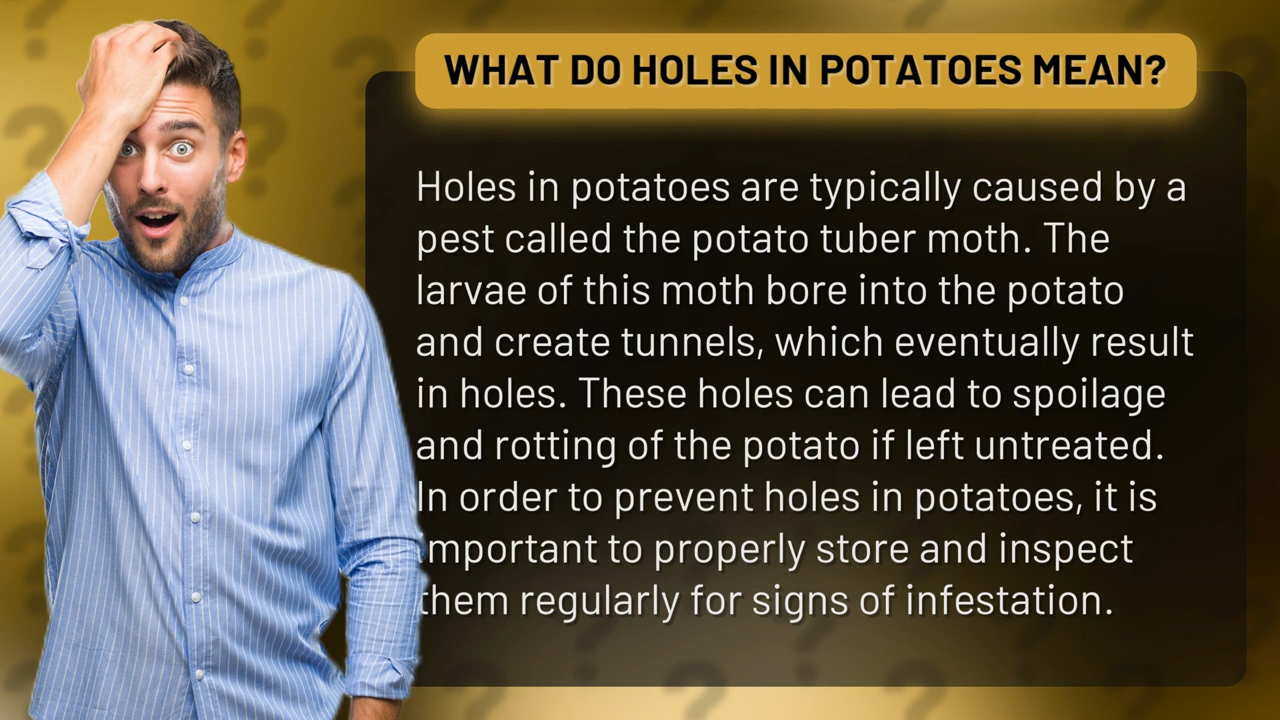 WHAT DO HOLES IN POTATOES MEAN?
Holes in potatoes are typically caused by a
pest called the potato tuber moth. The
larvae of this moth bore into the potato
and create tunnels, which eventually result
in holes. These holes can lead to spoilage
and rotting of the potato if left untreated.
In order to prevent holes in potatoes, it is
important to properly store and inspect
them regularly for signs of infestation.